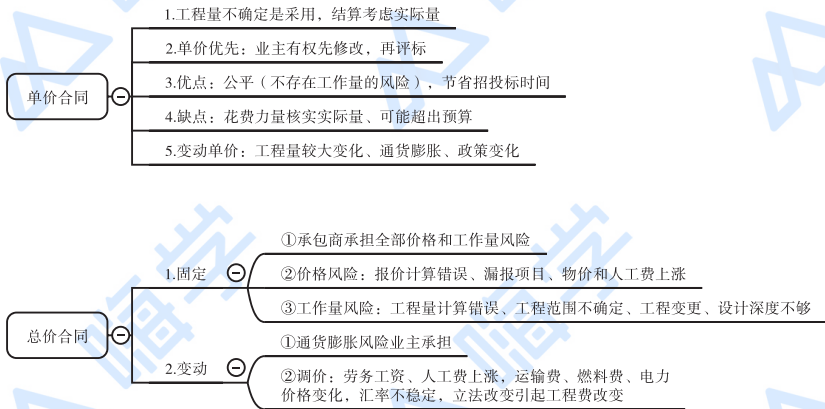 单价合同
1.工程量不确定是采用，结算考虑实际量
2.单价优先：业主有权先修改，再评标
3.优点：公平（不存在工作量的风险），节省招投标时间
4.缺点：花费力量核实实际量、可能超出预算
5.变动单价：工程量较大变化、通货膨胀、政策变化
总价合同
1.固定
①承包商承担全部价格和工作量风险
②价格风险：报价计算错误、漏报项目、物价和人工费上涨
③工作量风险：工程量计算错误、工程范围不确定、工程变更、设计深度不够
2.变动
①通货膨胀风险业主承担
②调价：劳务工资、人工费上涨，运输费、燃料费、电力
价格变化，汇率不稳定，立法改变引起工程费改变
嗨学
嗨学